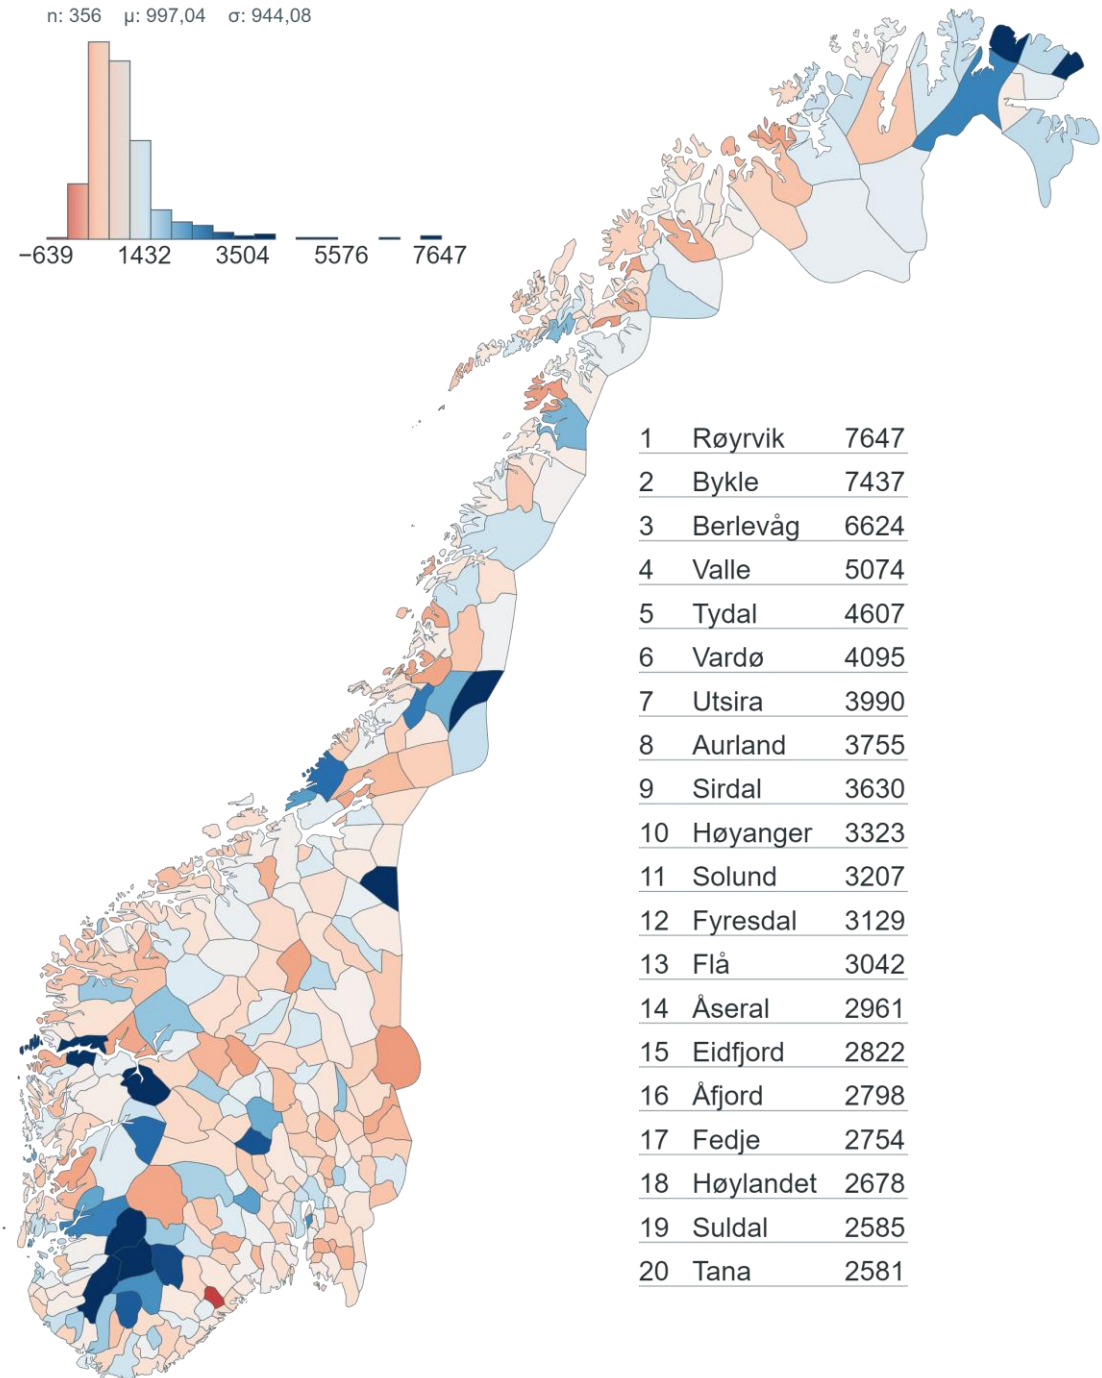 n: 356 μ: 997,04 σ: 944,08
−639 1432 3504 5576 7647
1 Røyrvik 7647
2 Bykle 7437
3 Berlevåg 6624
4 Valle 5074
5 Tydal 4607
6 Vardø 4095
7 Utsira 3990
8 Aurland 3755
9 Sirdal 3630
10 Høyanger 3323
11 Solund 3207
12 Fyresdal 3129
13 Flå 3042
14 Åseral 2961
15 Eidfjord 2822
16 Åfjord 2798
17 Fedje 2754
18 Høylandet 2678
19 Suldal 2585
20 Tana 2581